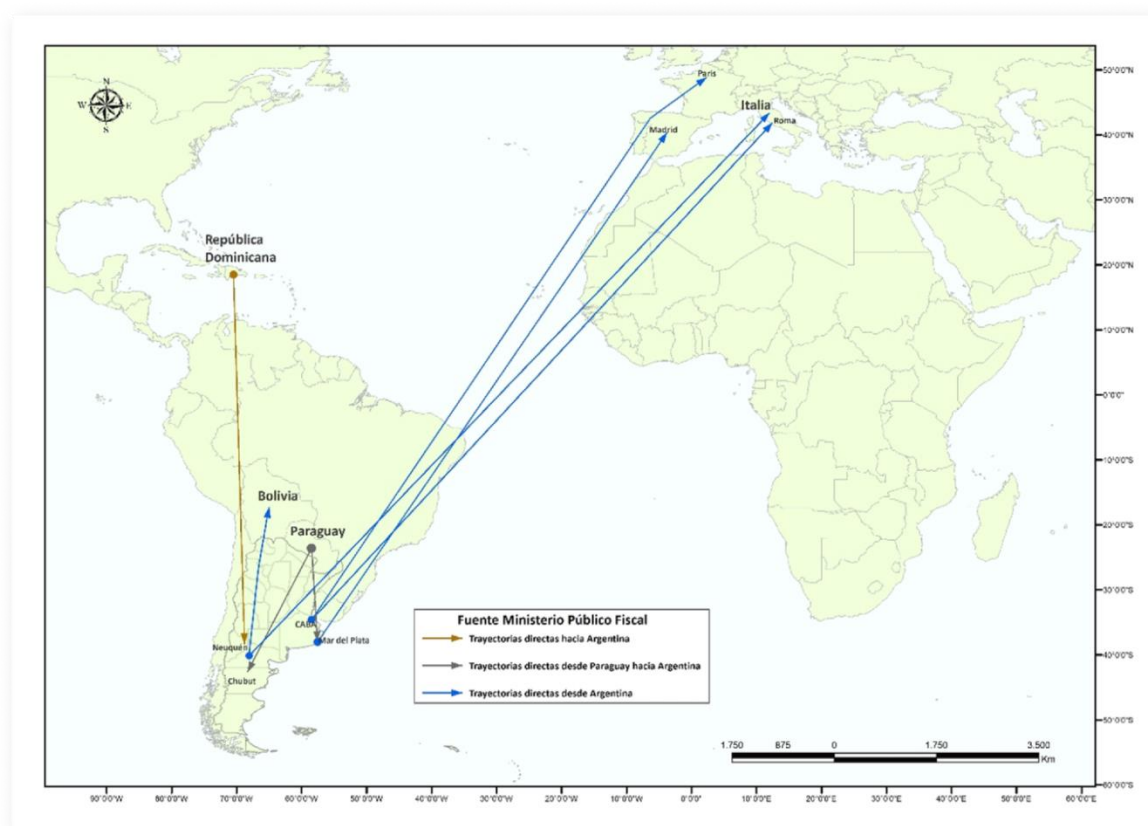 N
W E
S
Paris
Italia
Madrid
Roma
República
Dominicana
Bolivia
Paraguay
CABA
Mar del Plata
Neuquén
Chubut
Fuente Ministerio Público Fiscal
Trayectorias directas hacia Argentina
Trayectorias directas desde Paraguay hacia Argentina
Trayectorias directas desde Argentina
1.750 875 0 1.750 3.500
Km
50°0'0"N
40°0'0"N
30°0'0"N
20°0'0"N
10°0'0"N
0°0'0"
10°0'0"S
20°0'0"S
30°0'0"S
40°0'0"S
50°0'0"S
60°0'0"S
90°0'0"W 80°0'0"W 70°0'0"W 60°0'0"W 50°0'0"W 40°0'0"W 30°0'0"W 20°0'0"W 10°0'0"W 0°0'0" 10°0'0"E 20°0'0"E 30°0'0"E 40°0'0"E 50°0'0"E 60°0'0"E